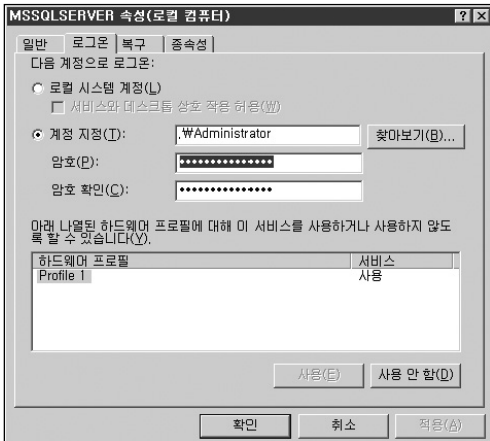 MSSQLSERVER 속성(로컬 컴퓨터)
일반 로그온 복구 종속성
다음 계정으로 로그온:
로컬 시스템 계정(L)
서비스와 데스크톱 상호 작용 허용(W)
계정 지정(T): .₩Administrator 찾아보기(B)...
암호(P): •••••••••••••••
암호 확인(C): •••••••••••••••
아래 나열된 하드웨어 프로필에 대해 이 서비스를 사용하거나 사용하지 않도
록 할 수 있습니다(Y).
하드웨어 프로필 서비스
Profile 1 사용
사용(E) 사용 안 함(D)
확인 취소 적용(A)